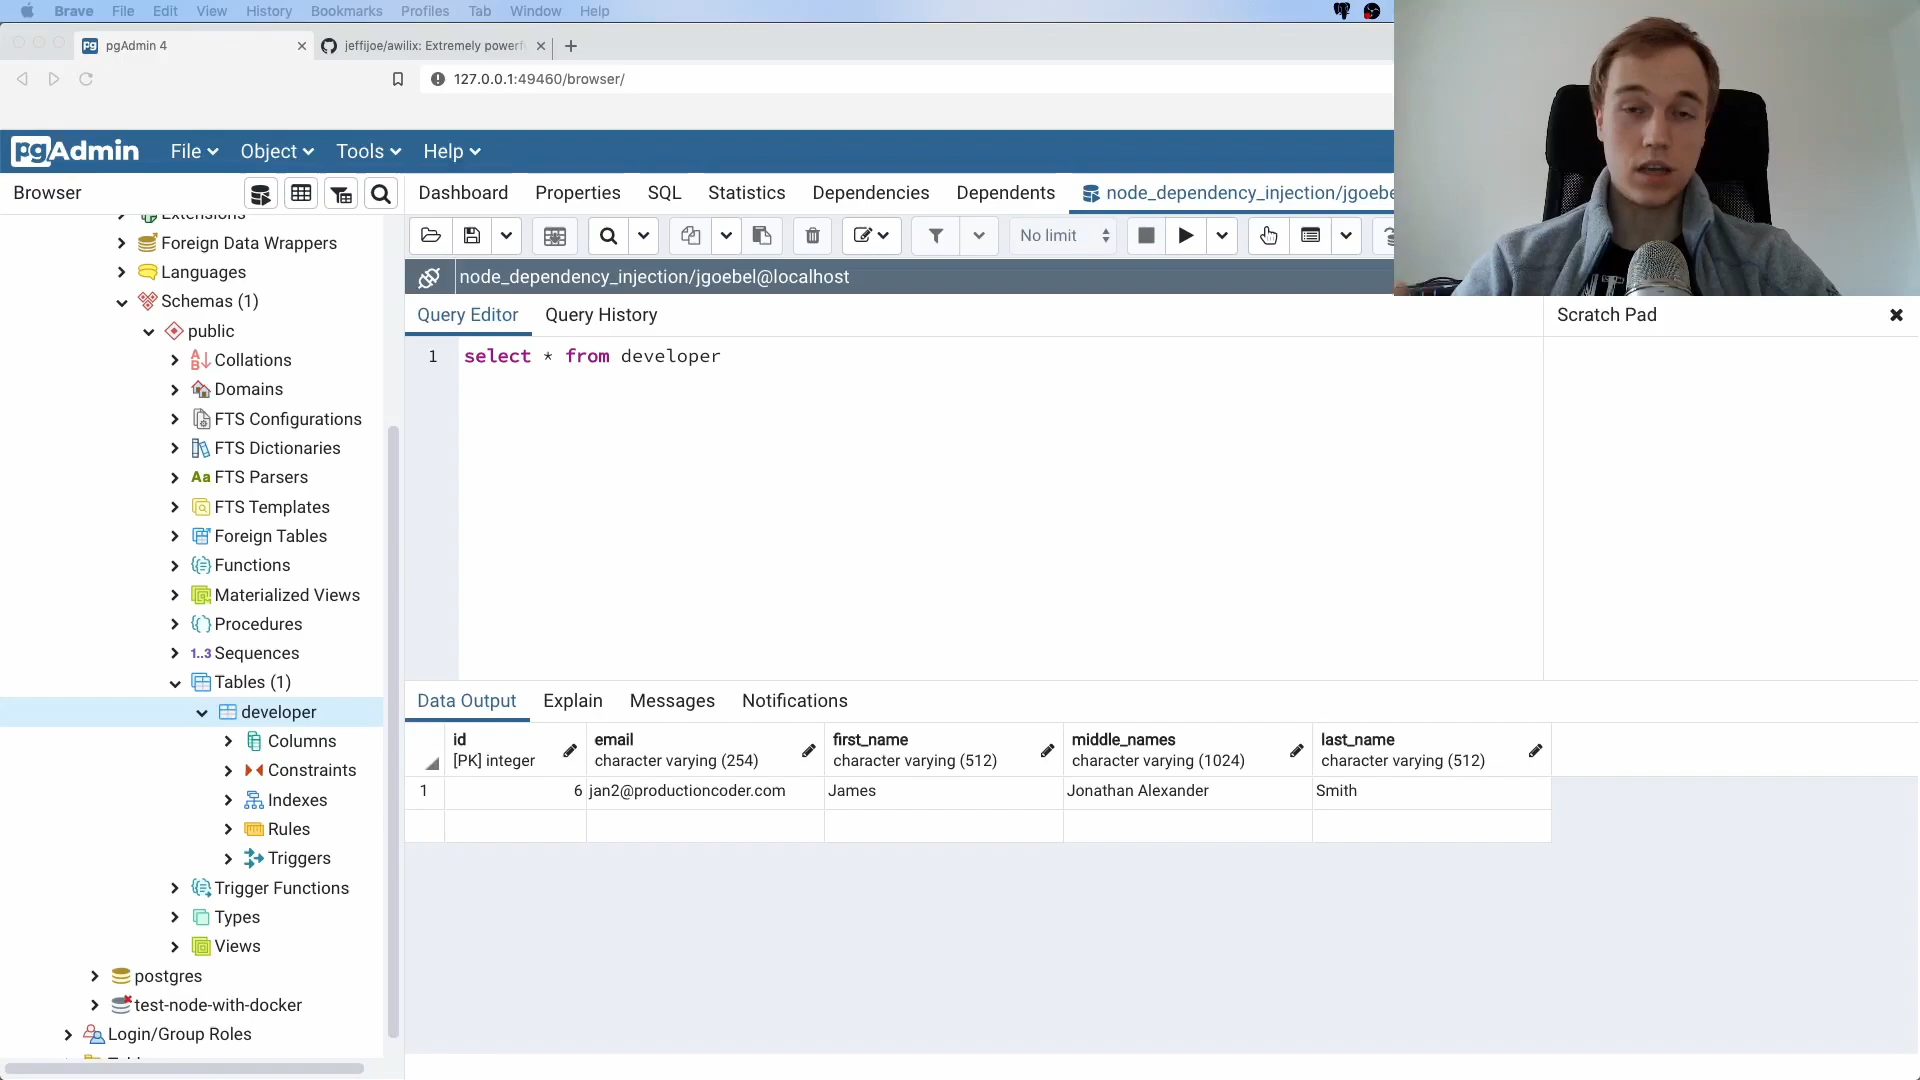 Brave File Edit View History Bookmarks Profiles Tab Window Help
pgAdmin 4
jeffijoe/awilix: Extremely powerf
127.0.0.1:49460/browser/
pgAdmin File Object Tools Help
Browser
Dashboard Properties SQL Statistics Dependencies Dependents node_dependency_injection/jgoebe
No limit
node_dependency_injection/jgoebel@localhost
Query Editor Query History
Scratch Pad
1 select * from developer
Extensions
Foreign Data Wrappers
Languages
Schemas (1)
public
Collations
Domains
FTS Configurations
FTS Dictionaries
Aa FTS Parsers
FTS Templates
Foreign Tables
Functions
Materialized Views
Procedures
1..3 Sequences
Tables (1)
developer
Columns
Constraints
Indexes
Rules
Triggers
Trigger Functions
Types
Views
postgres
test-node-with-docker
Login/Group Roles
Data Output Explain Messages Notifications
id email first_name middle_names last_name
[PK] integer character varying (254) character varying (512) character varying (1024) character varying (512)
1 6 jan2@productioncoder.com James Jonathan Alexander Smith